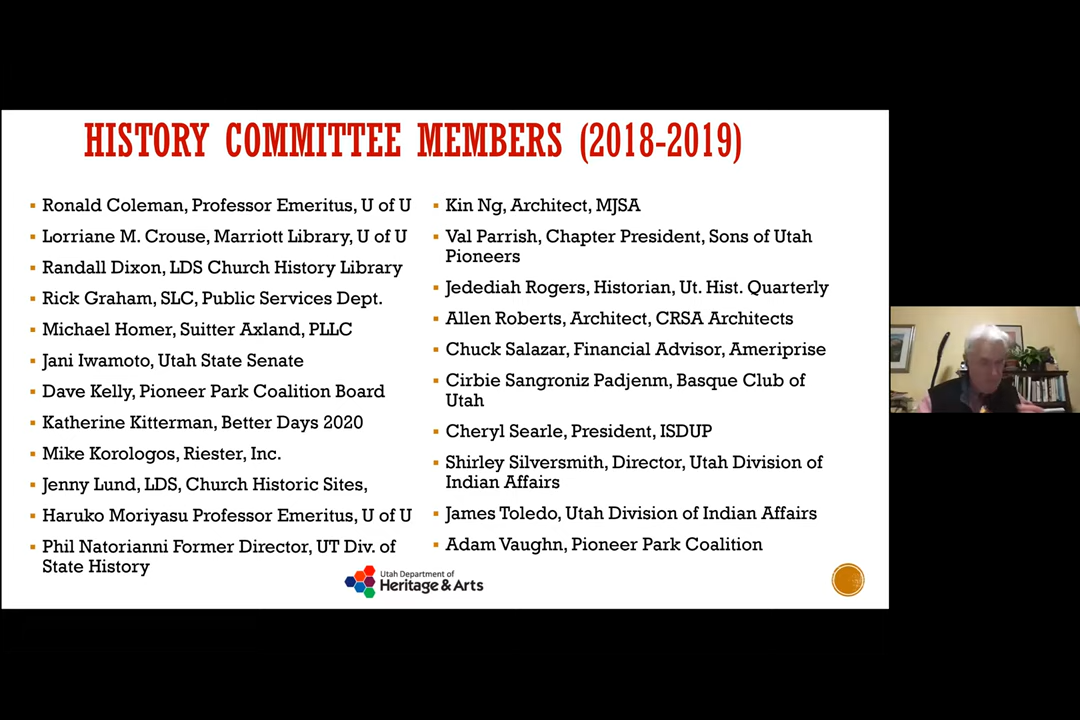 HISTORY COMMITTEE MEMBERS (2018-2019)
Ronald Coleman, Professor Emeritus, U of U
Lorriane M. Crouse, Marriott Library, U of U
Randall Dixon, LDS Church History Library
Rick Graham, SLC, Public Services Dept.
Michael Homer, Suitter Axland, PLLC
Jani Iwamoto, Utah State Senate
Dave Kelly, Pioneer Park Coalition Board
Katherine Kitterman, Better Days 2020
Mike Korologos, Riester, Inc.
Jenny Lund, LDS, Church Historic Sites,
Haruko Moriyasu Professor Emeritus, U of U
Phil Natorianni Former Director, UT Div. of
State History
Kin Ng, Architect, MJSA
Val Parrish, Chapter President, Sons of Utah
Pioneers
Jedediah Rogers, Historian, Ut. Hist. Quarterly
Allen Roberts, Architect, CRSA Architects
Chuck Salazar, Financial Advisor, Ameriprise
Cirbie Sangroniz Padjenm, Basque Club of
Utah
Cheryl Searle, President, ISDUP
Shirley Silversmith, Director, Utah Division of
Indian Affairs
James Toledo, Utah Division of Indian Affairs
Adam Vaughn, Pioneer Park Coalition
Utah Department of
Heritage & Arts